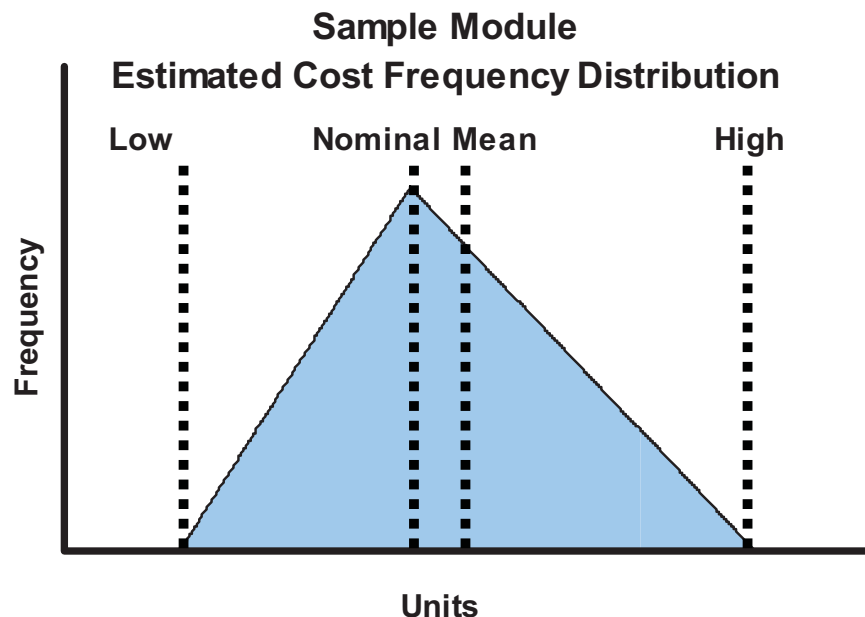 Sample Module
Estimated Cost Frequency Distribution
Low Nominal Mean High
Frequency
Units